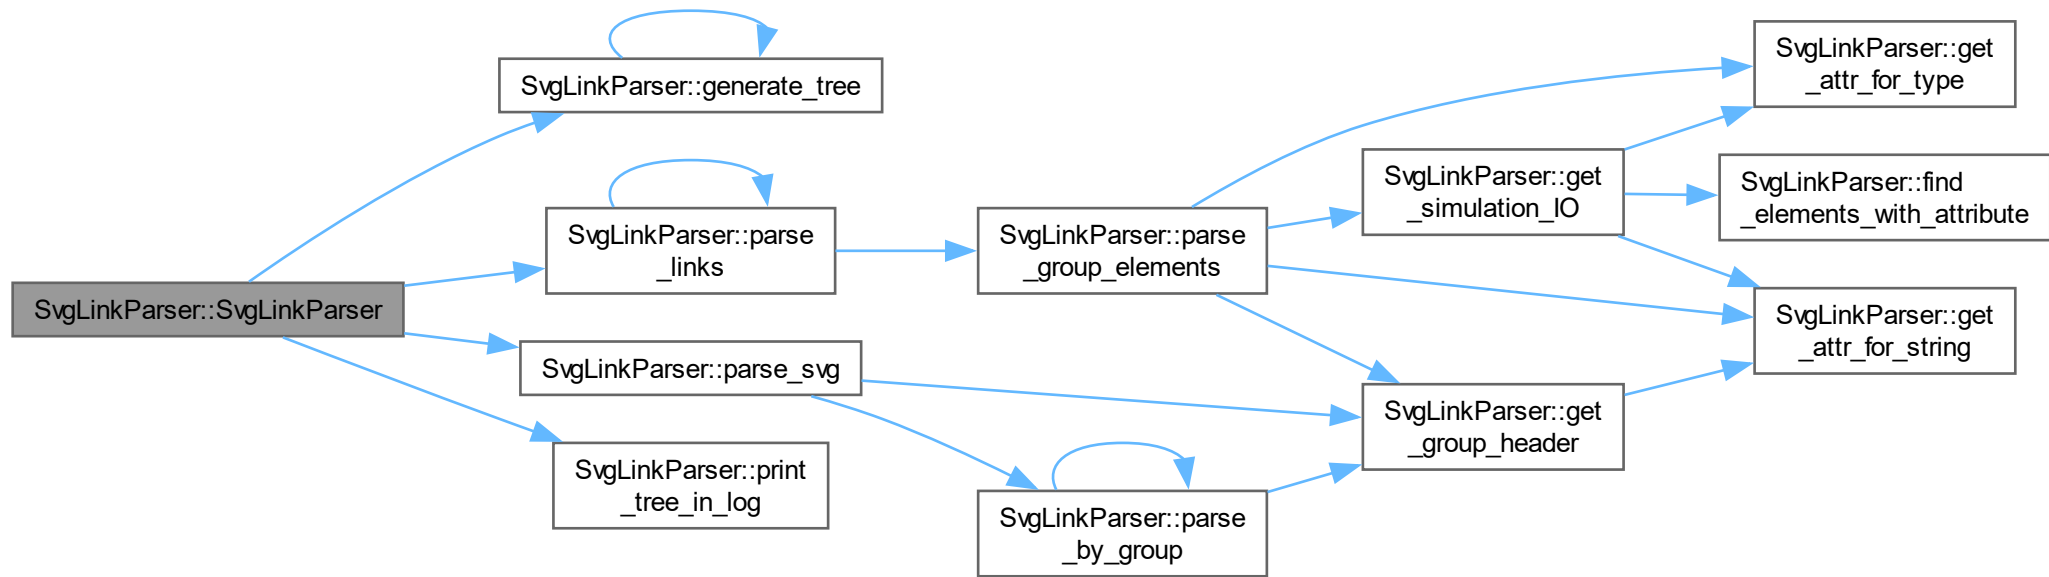 SvgLinkParser::SvgLinkParser
SvgLinkParser::generate_tree
SvgLinkParser::parse
_links
SvgLinkParser::parse_svg
SvgLinkParser::print
_tree_in_log
SvgLinkParser::parse
_group_elements
SvgLinkParser::parse
_by_group
SvgLinkParser::get
_simulation_IO
SvgLinkParser::get
_group_header
SvgLinkParser::get
_attr_for_type
SvgLinkParser::find
_elements_with_attribute
SvgLinkParser::get
_attr_for_string